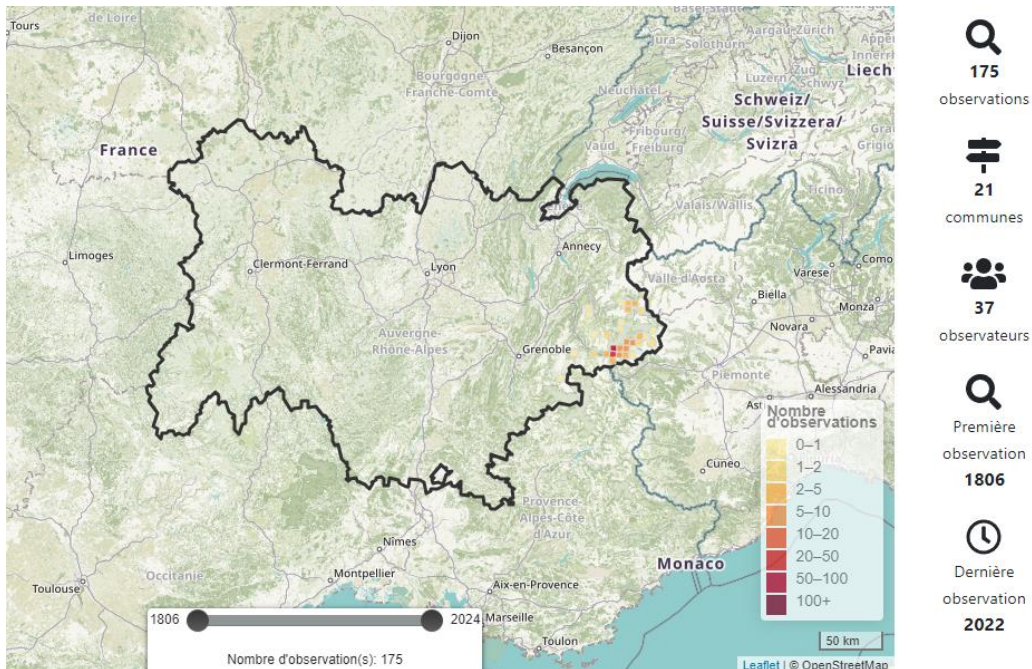 de Loire
Tours
Dijon
Besançon
Bourgogne-
Franche-Comté
Neuchâtel
Solothurn
Aargau
Zürich
Luzern
Zug
Schwyz
Liech
Schweiz/
Suisse/Svizzera/
Svizra
Fribourg/
Freiburg
Vaud
France
Ticino
Valais/Wallis
Limoges
Clermont-Ferrand
Lyon
Annecy
Auvergne-
Rhône-Alpes
Grenoble
Valle d'Aosta
Varese
Como
Biella
Monza
Novara
Pavia
Piemonte
Alessandria
Ast
Cuneo
Provence-
Alpes-Côte
d'Azur
Monaco
Nîmes
Montpellier
Occitanie
Toulouse
Aix-en-Provence
Marseille
Toulon
Nombre
d'observations
0–1
1–2
2–5
5–10
10–20
20–50
50–100
100+
50 km
Leaflet | © OpenStreetMap
1806
2024
Nombre d'observation(s): 175
175
observations
21
communes
37
observateurs
Première
observation
1806
Dernière
observation
2022